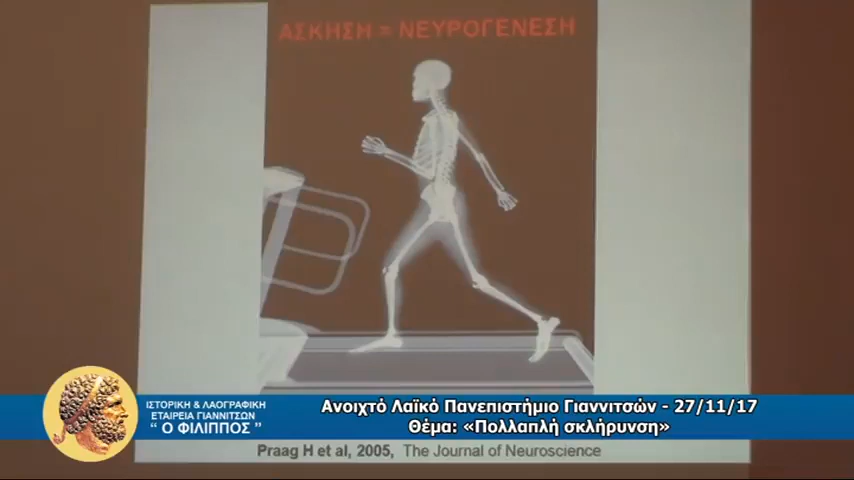 ΑΣΚΗΣΗ = ΝΕΥΡΟΓΕΝΕΣΗ
ΙΣΤΟΡΙΚΗ & ΛΑΟΓΡΑΦΙΚΗ
ΕΤΑΙΡΕΙΑ ΓΙΑΝΝΙΤΣΩΝ
“ Ο ΦΙΛΙΠΠΟΣ ”
Ανοιχτό Λαϊκό Πανεπιστήμιο Γιαννιτσών - 27/11/17
Θέμα: «Πολλαπλή σκλήρυνση»
Praag H et al, 2005, The Journal of Neuroscience